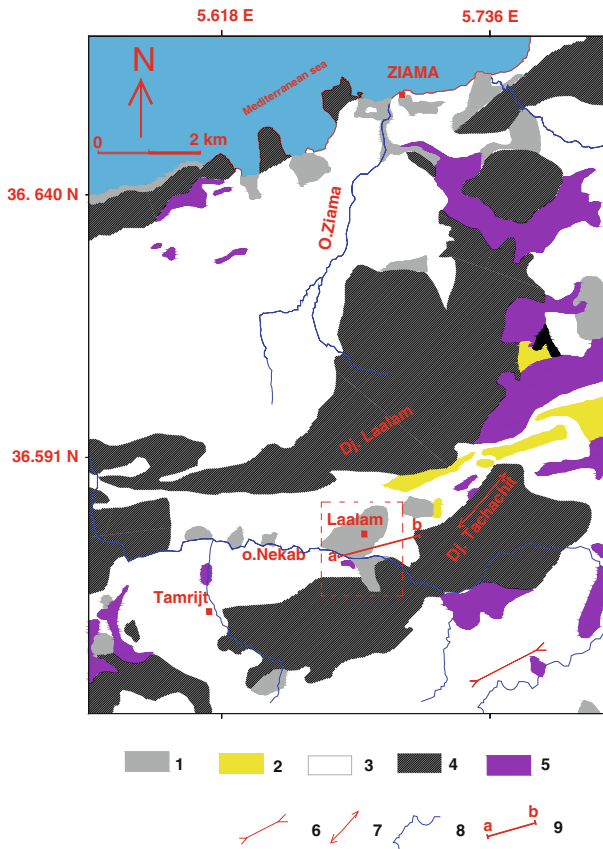 5.618 E 5.736 E
N
ZIAMA
Mediterranean sea
0 2 km
36. 640 N
O.Ziama
36.591 N
Dj. Laalam
Laalam
b
Dj. Tachachit
a
o.Nekab
Tamrijt
1 2 3 4 5
6 7 8 a b 9